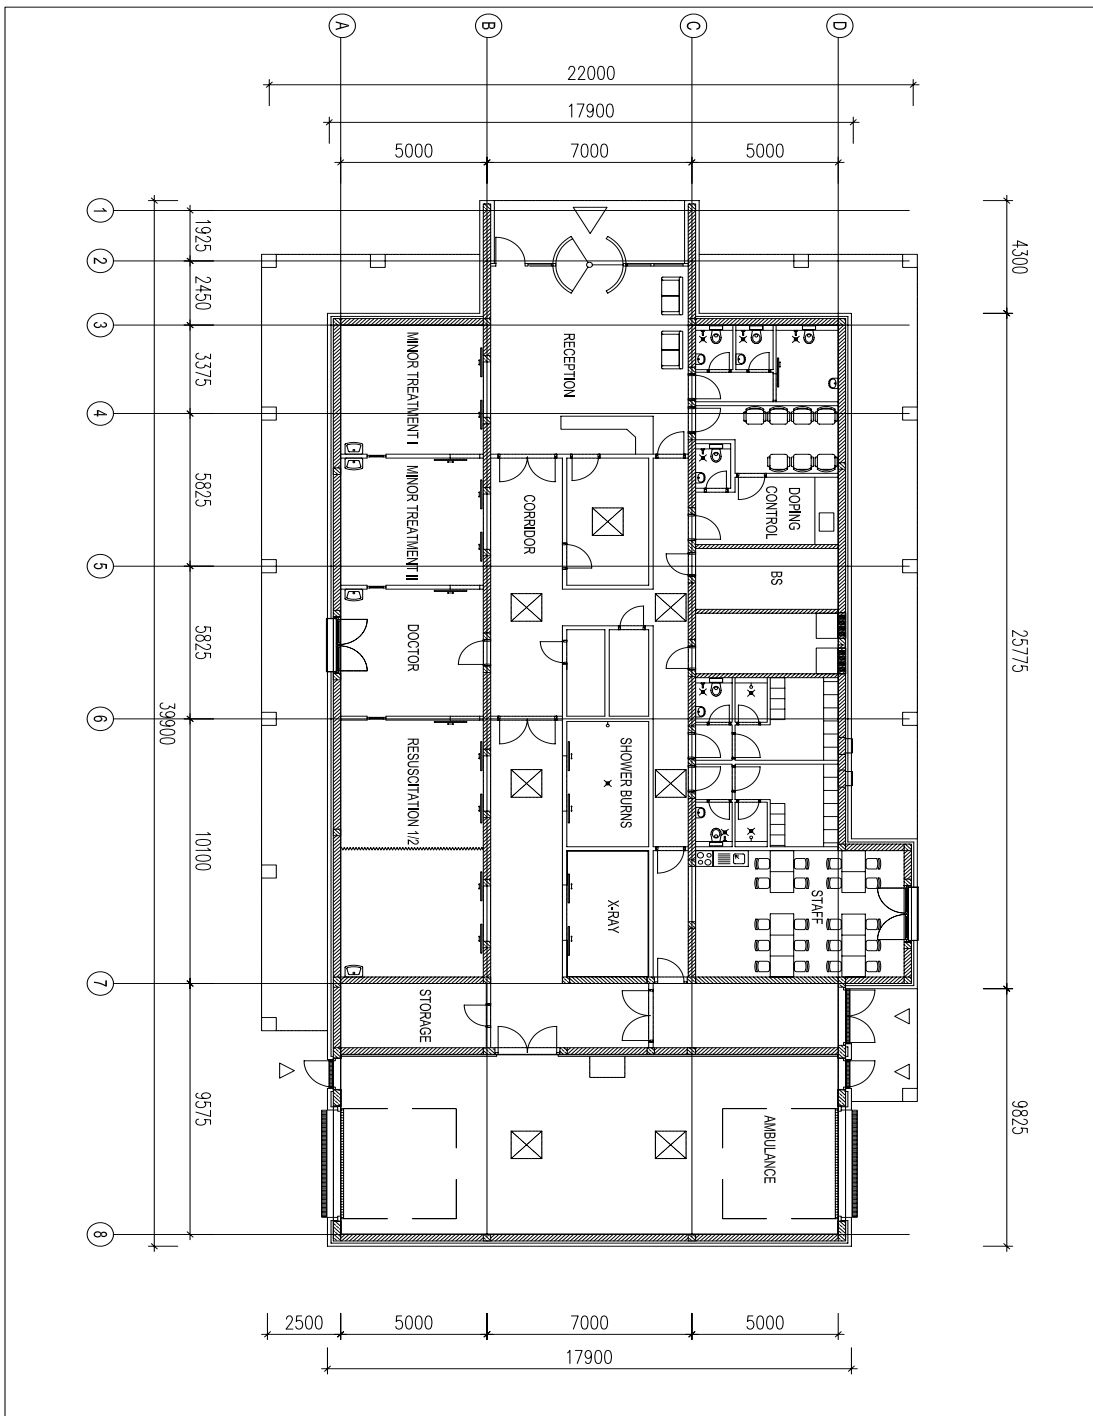 A
B
C
D
22000
17900
5000
7000
5000
1
2
3
4
5
6
7
8
1925
2450
3375
5825
5825
10100
9575
39900
4300
25775
9825
MINOR TREATMENT I
MINOR TREATMENT II
DOCTOR
RESUSCITATION 1/2
STORAGE
RECEPTION
CORRIDOR
SHOWER BURNS
X-RAY
DOPING
CONTROL
BS
STAFF
AMBULANCE
2500
5000
7000
5000
17900